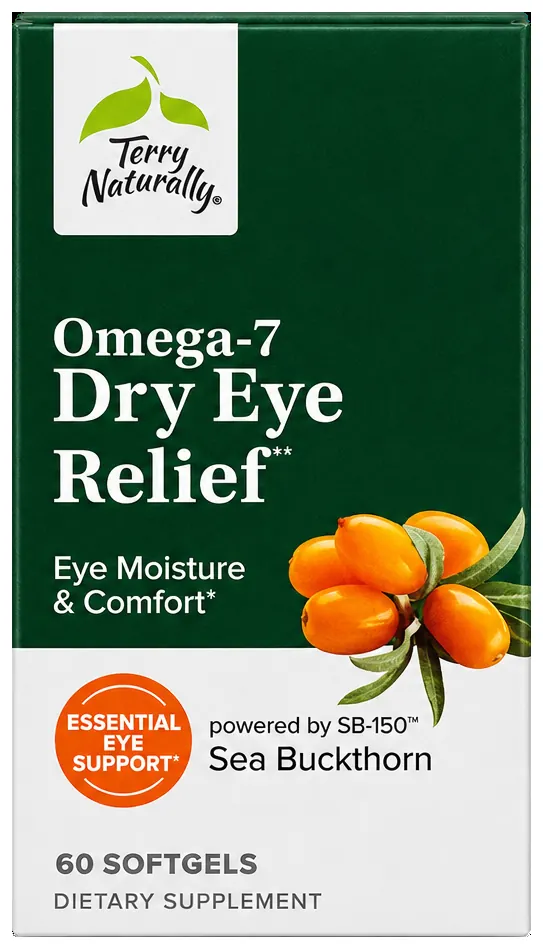 Terry
Naturally®
Omega-7
Dry Eye
Relief**
Eye Moisture
& Comfort*
ESSENTIAL
EYE
SUPPORT*
powered by SB-150™
Sea Buckthorn
60 SOFTGELS
DIETARY SUPPLEMENT